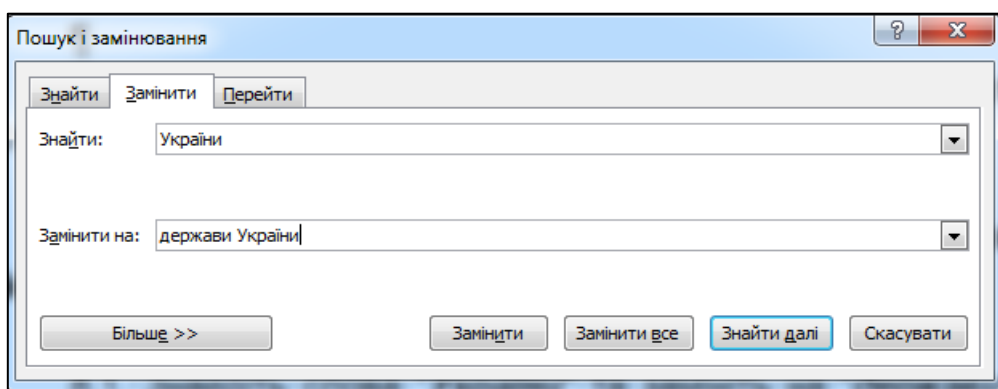 Пошук і замінювання
Знайти Замінити Перейти
Знайти: України
Замінити на: держави України
Більше >> Замінити Замінити все Знайти далі Скасувати